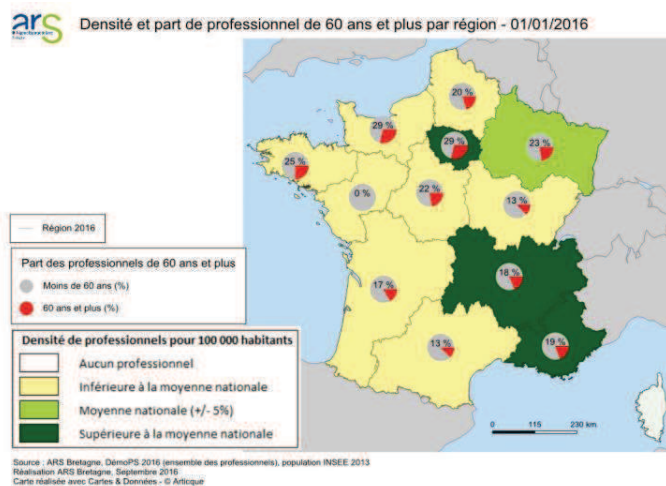 ars
Densité et part de professionnel de 60 ans et plus par région - 01/01/2016
20 %
29 %
29 %
23 %
25 %
0 %
22 %
13 %
18 %
17 %
13 %
19 %
Région 2016
Part des professionnels de 60 ans et plus
Moins de 60 ans (%)
60 ans et plus (%)
Densité de professionnels pour 100 000 habitants
Aucun professionnel
Inférieure à la moyenne nationale
Moyenne nationale (+/- 5%)
Supérieure à la moyenne nationale
0 115 230 km
Source : ARS Bretagne, DémoPS 2016 (ensemble des professionnels), population INSEE 2013
Réalisation ARS Bretagne, Septembre 2016
Carte réalisée avec Cartes & Données - © Articque